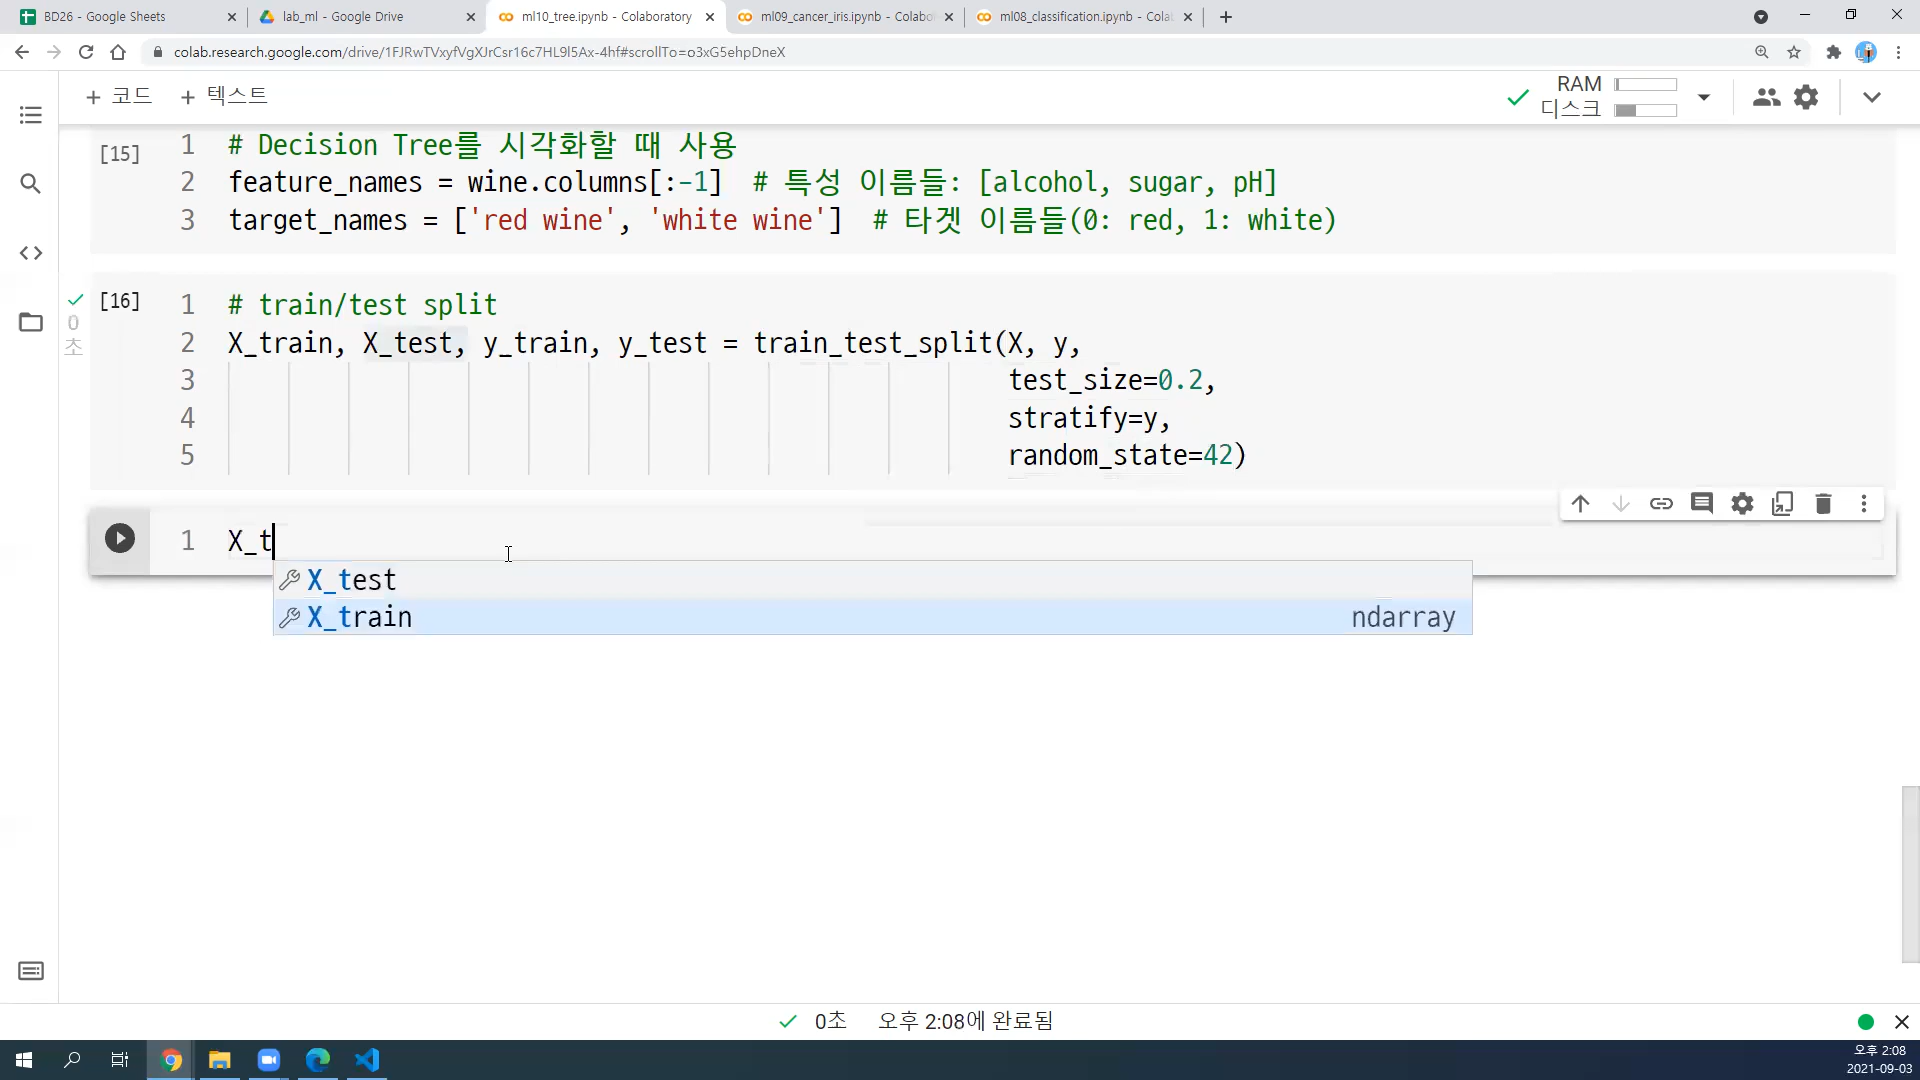 BD26 - Google Sheets
lab_ml - Google Drive
ml10_tree.ipynb - Colaboratory
ml09_cancer_iris.ipynb - Colabo
ml08_classification.ipynb - Cola
colab.research.google.com/drive/1FJRwTVxyfVgXJrCsr16c7HL9l5Ax-4hf#scrollTo=o3xG5ehpDneX
+ 코드
+ 텍스트
RAM
디스크
[15]
1 # Decision Tree를 시각화할 때 사용
2 feature_names = wine.columns[:-1] # 특성 이름들: [alcohol, sugar, pH]
3 target_names = ['red wine', 'white wine'] # 타겟 이름들(0: red, 1: white)
[16]
0
초
1 # train/test split
2 X_train, X_test, y_train, y_test = train_test_split(X, y,
3 test_size=0.2,
4 stratify=y,
5 random_state=42)
1 X_t
X_test
X_train ndarray
0초 오후 2:08에 완료됨
오후 2:08
2021-09-03